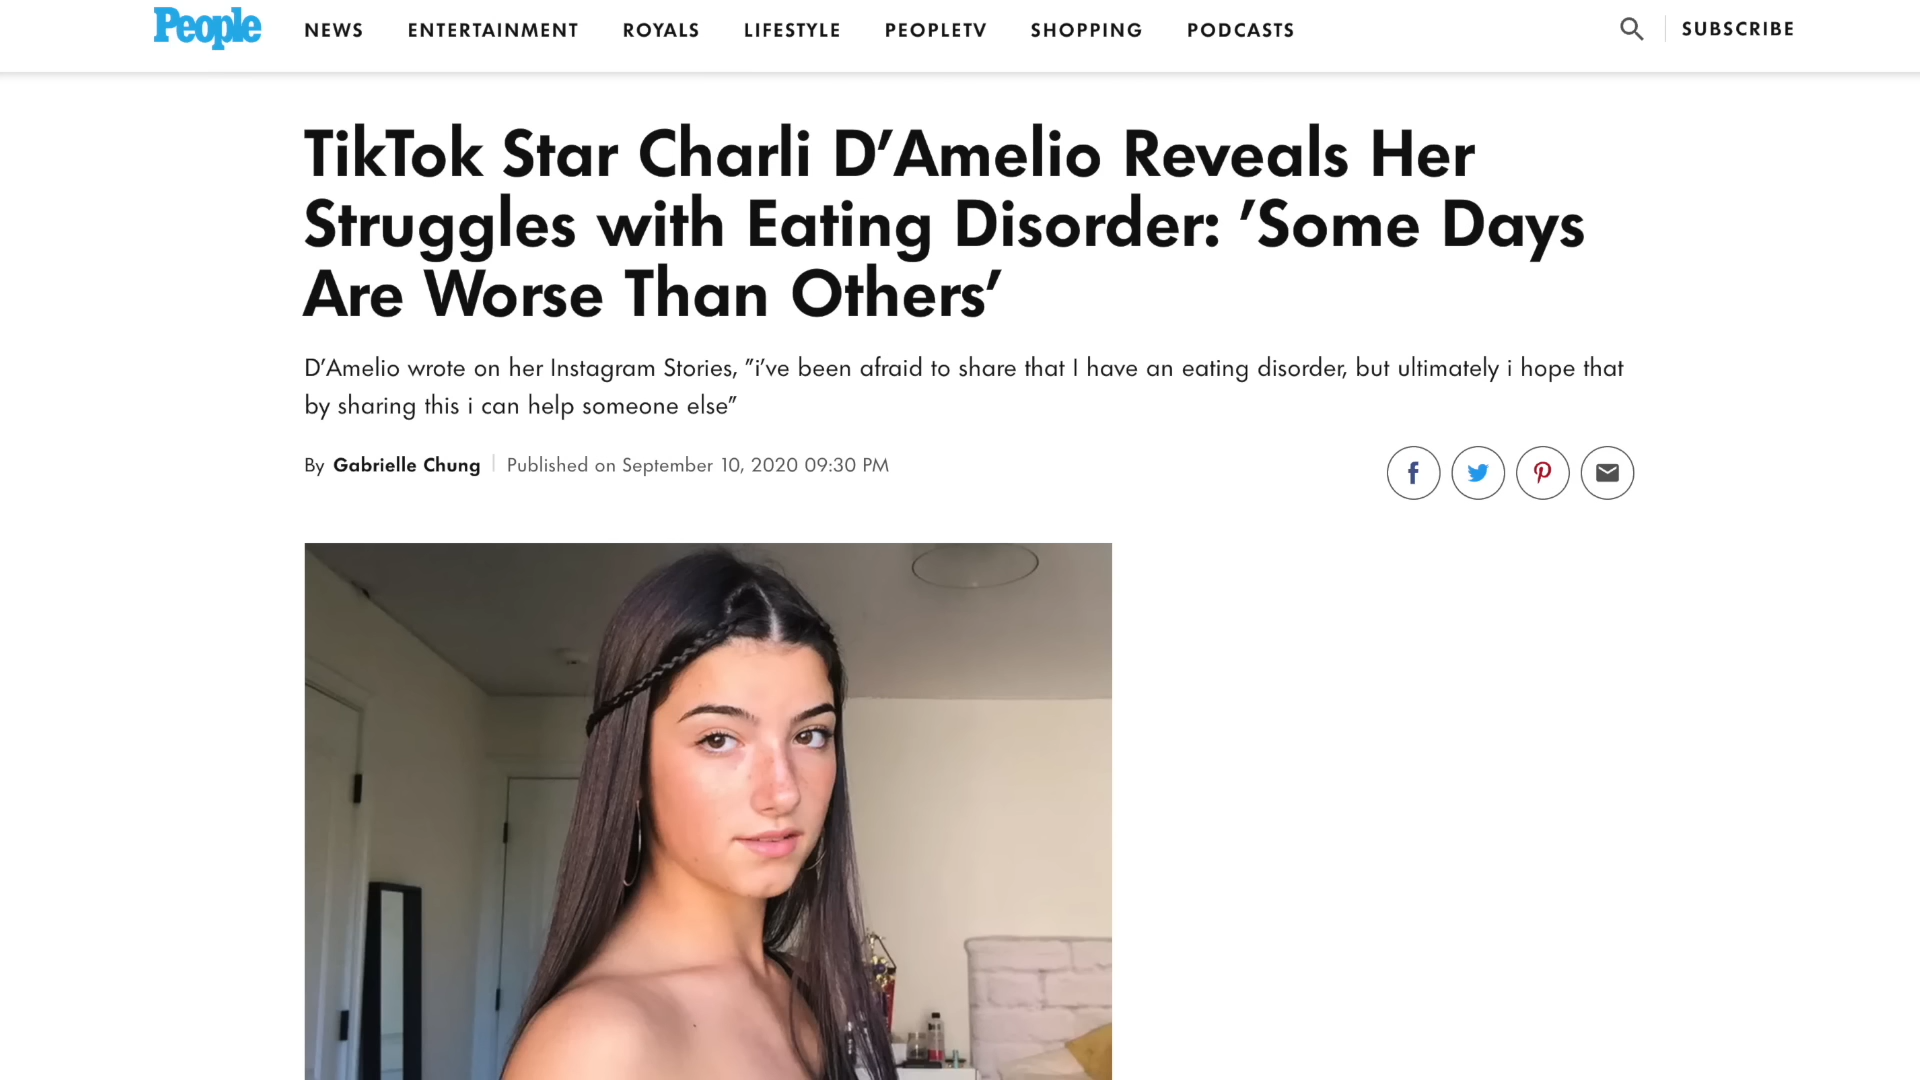 People NEWS ENTERTAINMENT ROYALS LIFESTYLE PEOPLETV SHOPPING PODCASTS SUBSCRIBE
TikTok Star Charli D’Amelio Reveals Her
Struggles with Eating Disorder: ’Some Days
Are Worse Than Others’
D’Amelio wrote on her Instagram Stories, ”i’ve been afraid to share that I have an eating disorder, but ultimately i hope that
by sharing this i can help someone else”
By Gabrielle Chung Published on September 10, 2020 09:30 PM